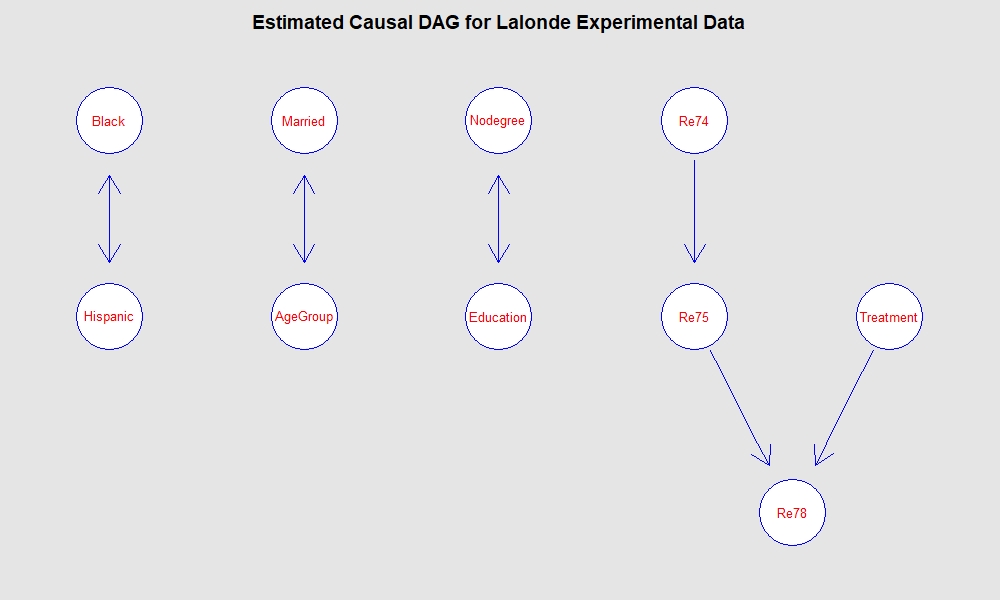 Estimated Causal DAG for Lalonde Experimental Data
Black
Married
Nodegree
Re74
Hispanic
AgeGroup
Education
Re75
Treatment
Re78